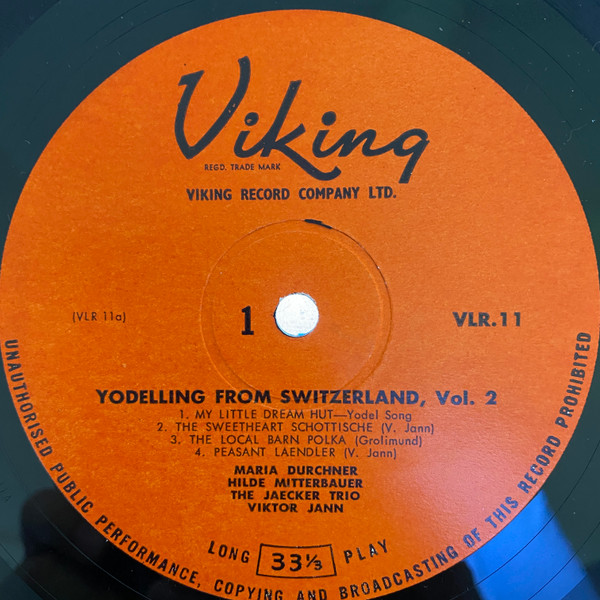 Viking
REGD. TRADE MARK
VIKING RECORD COMPANY LTD.
(VLR 11a)
1
VLR.11
YODELLING FROM SWITZERLAND, Vol. 2
1. MY LITTLE DREAM HUT—Yodel Song
2. THE SWEETHEART SCHOTTISCHE (V. Jann)
3. THE LOCAL BARN POLKA (Grolimund)
4. PEASANT LAENDLER (V. Jann)
MARIA DURCHNER
HILDE MITTERBAUER
THE JAECKER TRIO
VIKTOR JANN
LONG 33⅓ PLAY
UNAUTHORISED PUBLIC PERFORMANCE, COPYING AND BROADCASTING OF THIS RECORD PROHIBITED